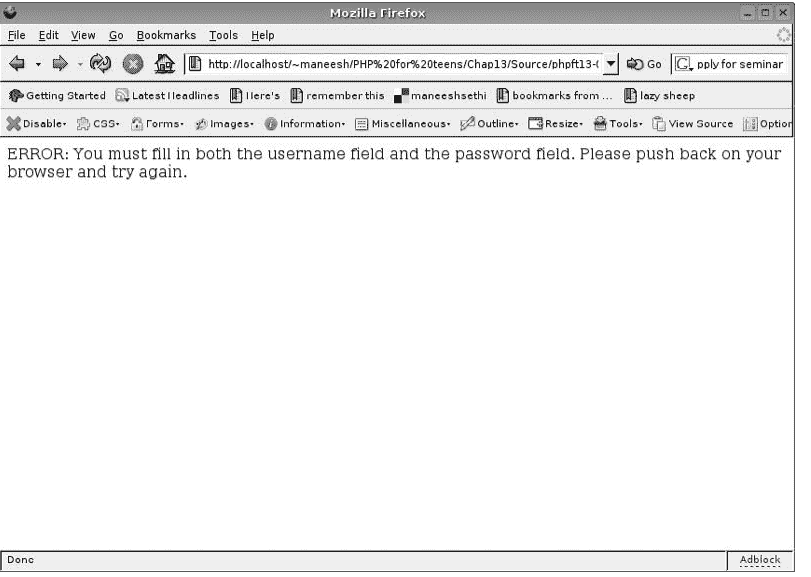 Mozilla Firefox
File Edit View Go Bookmarks Tools Help
http://localhost/~maneesh/PHP%20for%20teens/Chap13/Source/phpft13-( Go pply for seminar
Getting Started Latest Headlines Here's remember this maneeshsethi bookmarks from ... lazy sheep
Disable CSS Forms Images Information Miscellaneous Outline Resize Tools View Source Option
ERROR: You must fill in both the username field and the password field. Please push back on your
browser and try again.
Done Adblock